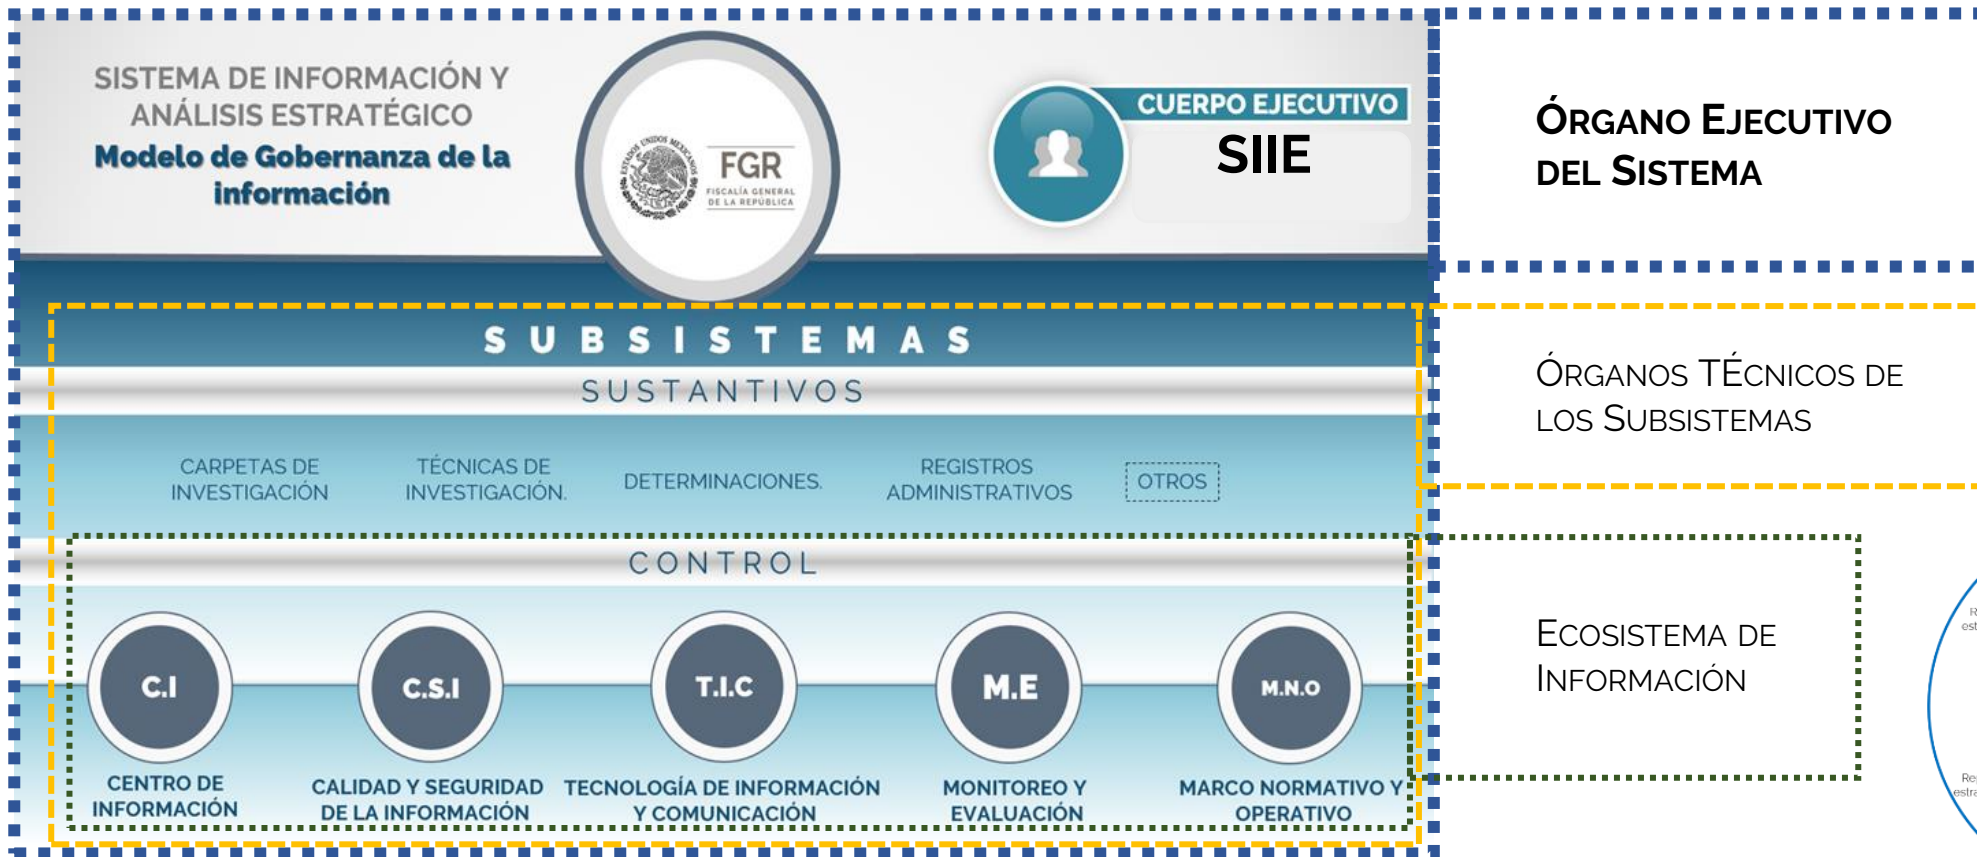 SISTEMA DE INFORMACIÓN Y
ANÁLISIS ESTRATÉGICO
Modelo de Gobernanza de la
información
ESTADOS UNIDOS MEXICANOS
FGR
FISCALÍA GENERAL
DE LA REPÚBLICA
CUERPO EJECUTIVO
SIIE
ÓRGANO EJECUTIVO
DEL SISTEMA
SUBSISTEMAS
SUSTANTIVOS
ÓRGANOS TÉCNICOS DE
LOS SUBSISTEMAS
CARPETAS DE
INVESTIGACIÓN
TÉCNICAS DE
INVESTIGACIÓN.
DETERMINACIONES.
REGISTROS
ADMINISTRATIVOS
OTROS
CONTROL
ECOSISTEMA DE
INFORMACIÓN
C.I
C.S.I
T.I.C
M.E
M.N.O
CENTRO DE
INFORMACIÓN
CALIDAD Y SEGURIDAD
DE LA INFORMACIÓN
TECNOLOGÍA DE INFORMACIÓN
Y COMUNICACIÓN
MONITOREO Y
EVALUACIÓN
MARCO NORMATIVO Y
OPERATIVO